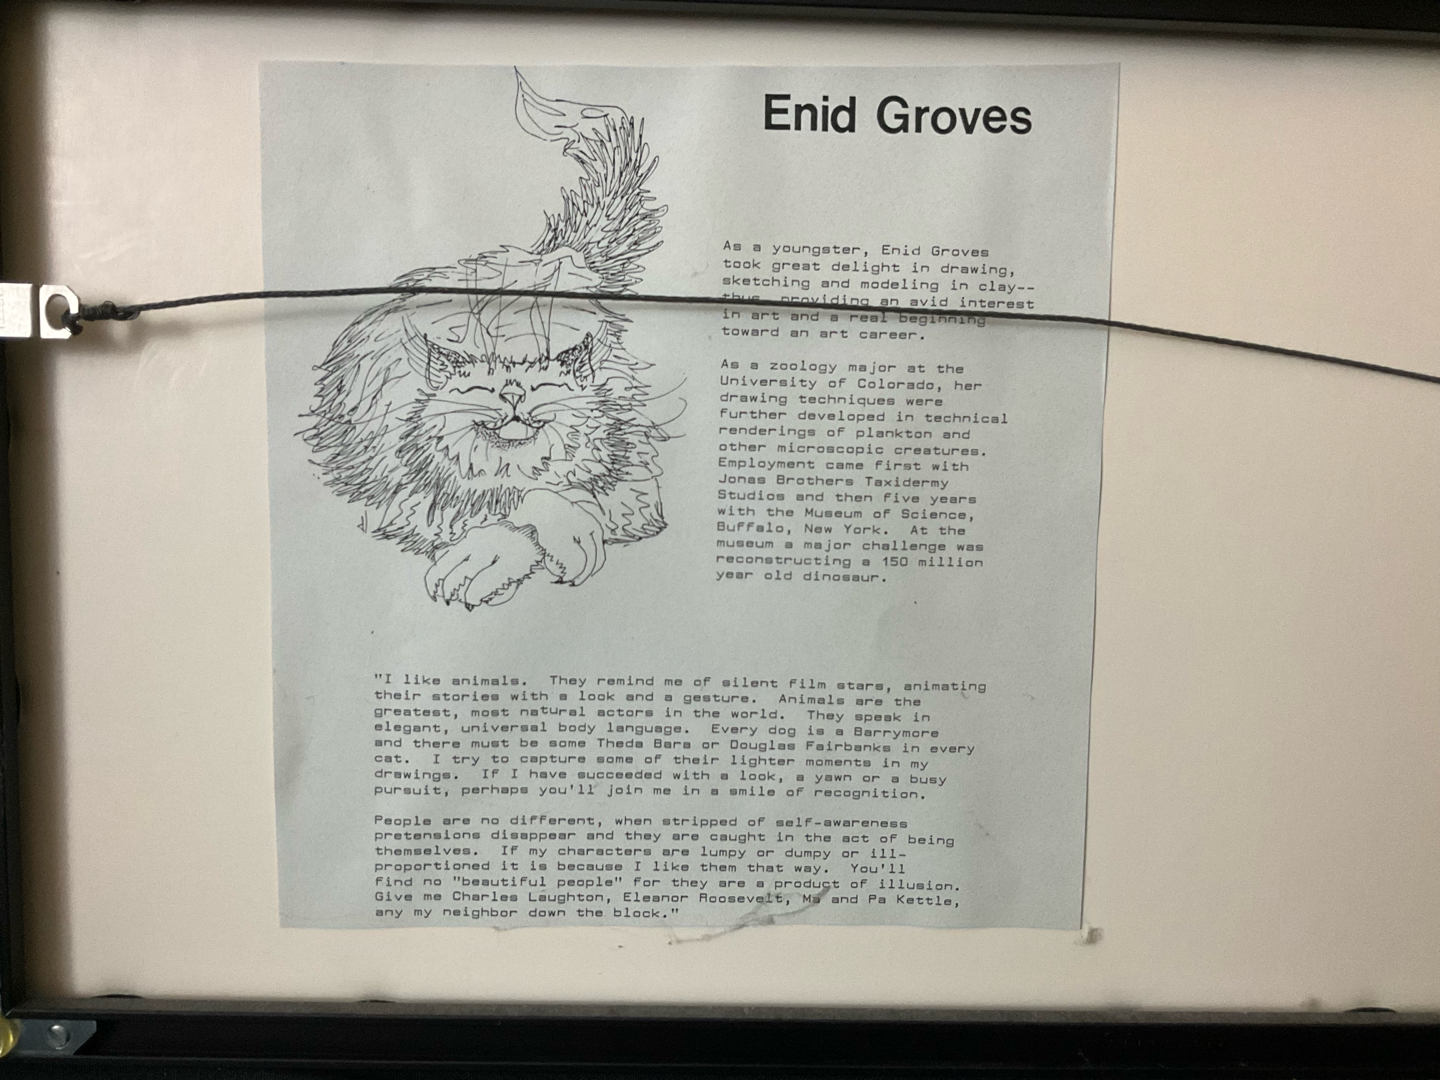 Enid Groves
As a youngster, Enid Groves
took great delight in drawing,
sketching and modeling in clay--
thus providing an avid interest
in art and a real beginning
toward an art career.
As a zoology major at the
University of Colorado, her
drawing techniques were
further developed in technical
renderings of plankton and
other microscopic creatures.
Employment came first with
Jonas Brothers Taxidermy
Studios and then five years
with the Museum of Science,
Buffalo, New York.  At the
museum a major challenge was
reconstructing a 150 million
year old dinosaur.
"I like animals.  They remind me of silent film stars, animating
their stories with a look and a gesture.  Animals are the
greatest, most natural actors in the world.  They speak in
elegant, universal body language.  Every dog is a Barrymore
and there must be some Theda Bara or Douglas Fairbanks in every
cat.  I try to capture some of their lighter moments in my
drawings.  If I have succeeded with a look, a yawn or a busy
pursuit, perhaps you'll join me in a smile of recognition.
People are no different, when stripped of self-awareness
pretensions disappear and they are caught in the act of being
themselves.  If my characters are lumpy or dumpy or ill-
proportioned it is because I like them that way.  You'll
find no "beautiful people" for they are a product of illusion.
Give me Charles Laughton, Eleanor Roosevelt, Ma and Pa Kettle,
any my neighbor down the block."